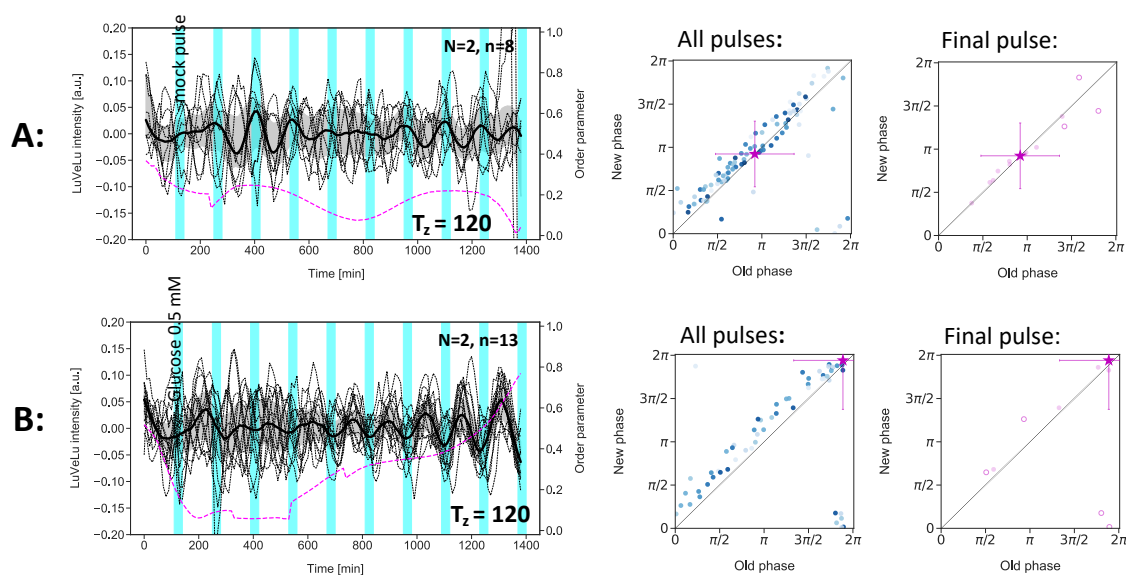 A:
LuVeLu intensity [a.u.]
0.20
0.15
0.10
0.05
0.00
−0.05
−0.10
−0.15
−0.20
mock pulse
N=2, n=8
T_z = 120
1.0
0.8
0.6
0.4
0.2
0.0
Order parameter
0 200 400 600 800 1000 1200 1400
Time [min]
All pulses:
New phase
2π
3π/2
π
π/2
0
0 π/2 π 3π/2 2π
Old phase
Final pulse:
New phase
2π
3π/2
π
π/2
0
0 π/2 π 3π/2 2π
Old phase
B:
LuVeLu intensity [a.u.]
0.20
0.15
0.10
0.05
0.00
−0.05
−0.10
−0.15
−0.20
Glucose 0.5 mM
N=2, n=13
T_z = 120
1.0
0.8
0.6
0.4
0.2
0.0
Order parameter
0 200 400 600 800 1000 1200 1400
Time [min]
All pulses:
New phase
2π
3π/2
π
π/2
0
0 π/2 π 3π/2 2π
Old phase
Final pulse:
New phase
2π
3π/2
π
π/2
0
0 π/2 π 3π/2 2π
Old phase